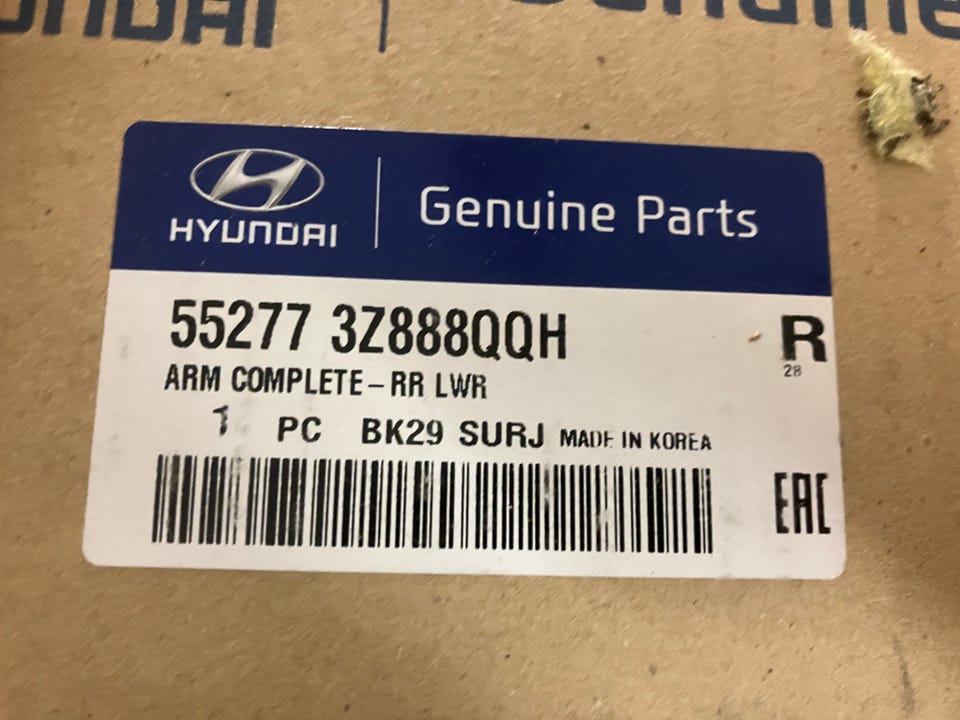 HYUNDAI
Genuine Parts
55277 3Z888QQH
R
28
ARM COMPLETE-RR LWR
1 PC BK29 SURJ MADE IN KOREA
EAC